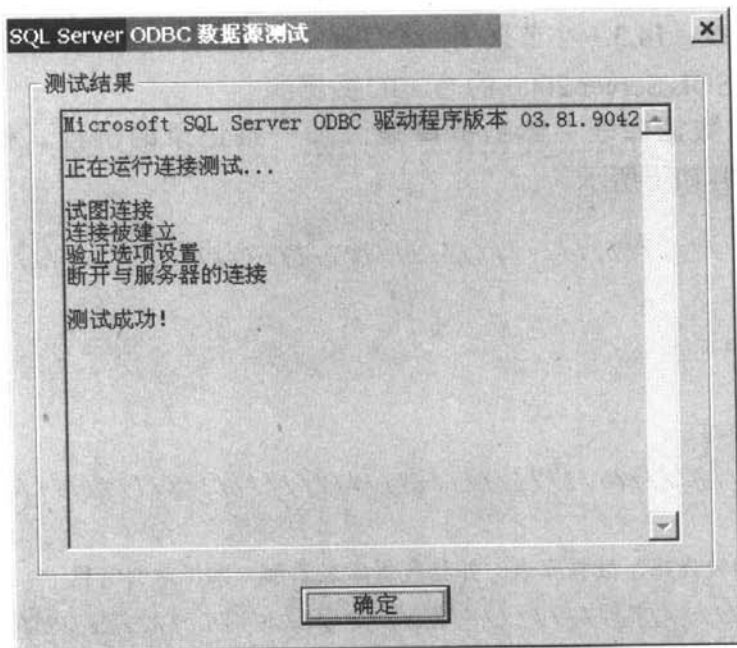 SQL Server ODBC 数据源测试
测试结果
Microsoft SQL Server ODBC 驱动程序版本 03.81.9042
正在运行连接测试...
试图连接
连接被建立
验证选项设置
断开与服务器的连接
测试成功!
确定